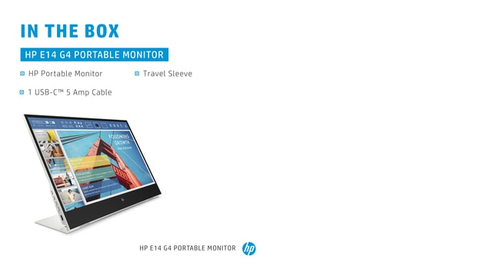 IN THE BOX
HP E14 G4 PORTABLE MONITOR
HP Portable Monitor
Travel Sleeve
1 USB-C™ 5 Amp Cable
HP E14 G4 PORTABLE MONITOR
hp